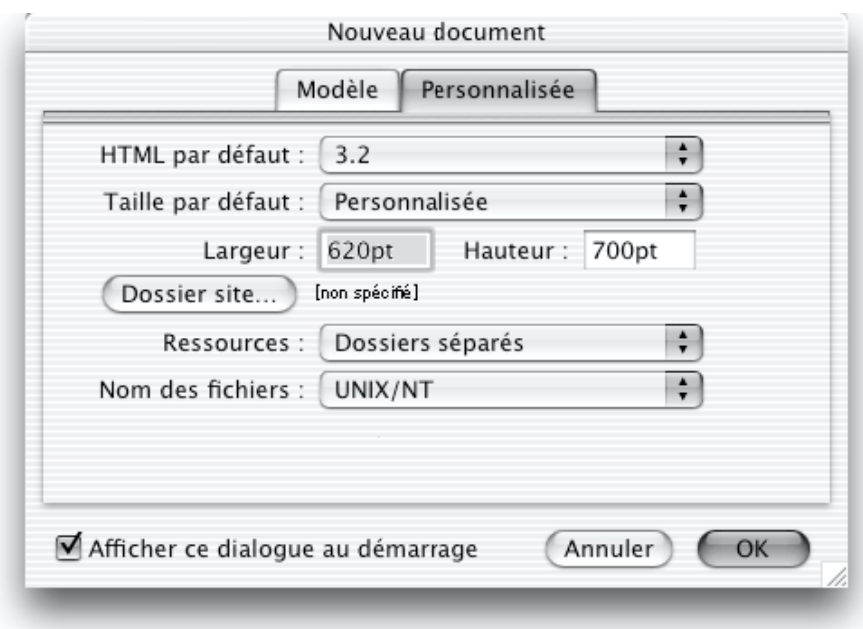 Nouveau document
Modèle Personnalisée
HTML par défaut : 3.2
Taille par défaut : Personnalisée
Largeur : 620pt Hauteur : 700pt
Dossier site... [non spécifié]
Ressources : Dossiers séparés
Nom des fichiers : UNIX/NT
Afficher ce dialogue au démarrage Annuler OK